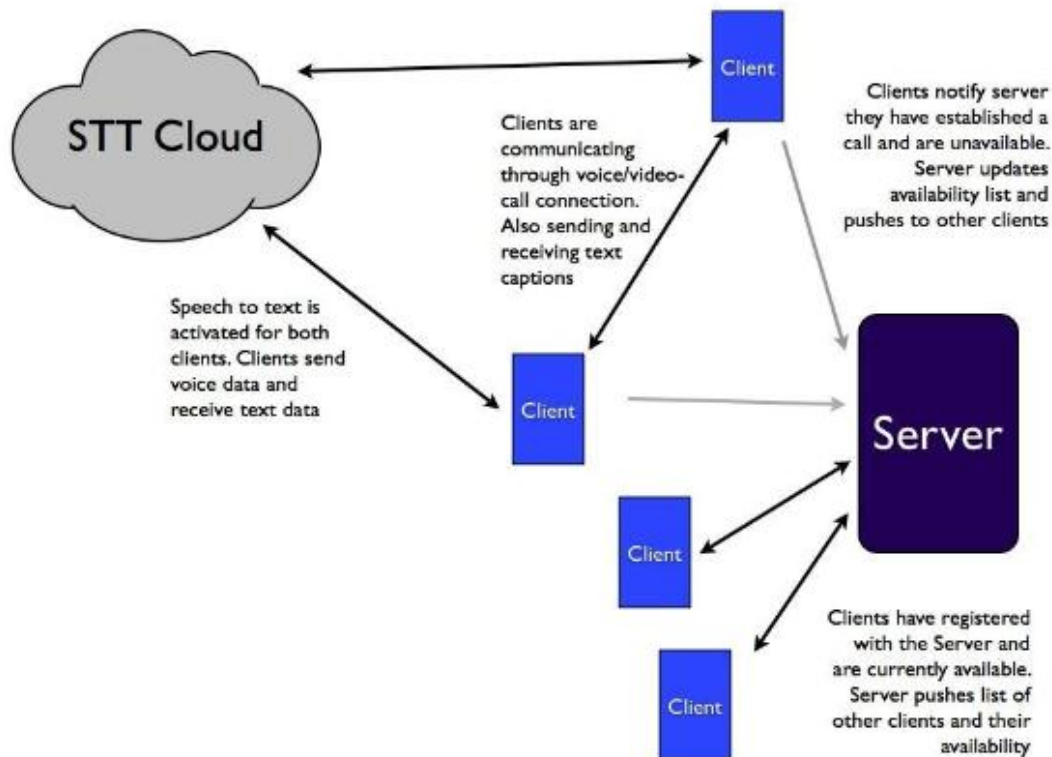 Client
STT Cloud
Clients are
communicating
through voice/video-
call connection.
Also sending and
receiving text
captions
Clients notify server
they have established a
call and are unavailable.
Server updates
availability list and
pushes to other clients
Speech to text is
activated for both
clients. Clients send
voice data and
receive text data
Client
Server
Client
Client
Clients have registered
with the Server and
are currently available.
Server pushes list of
other clients and their
availability